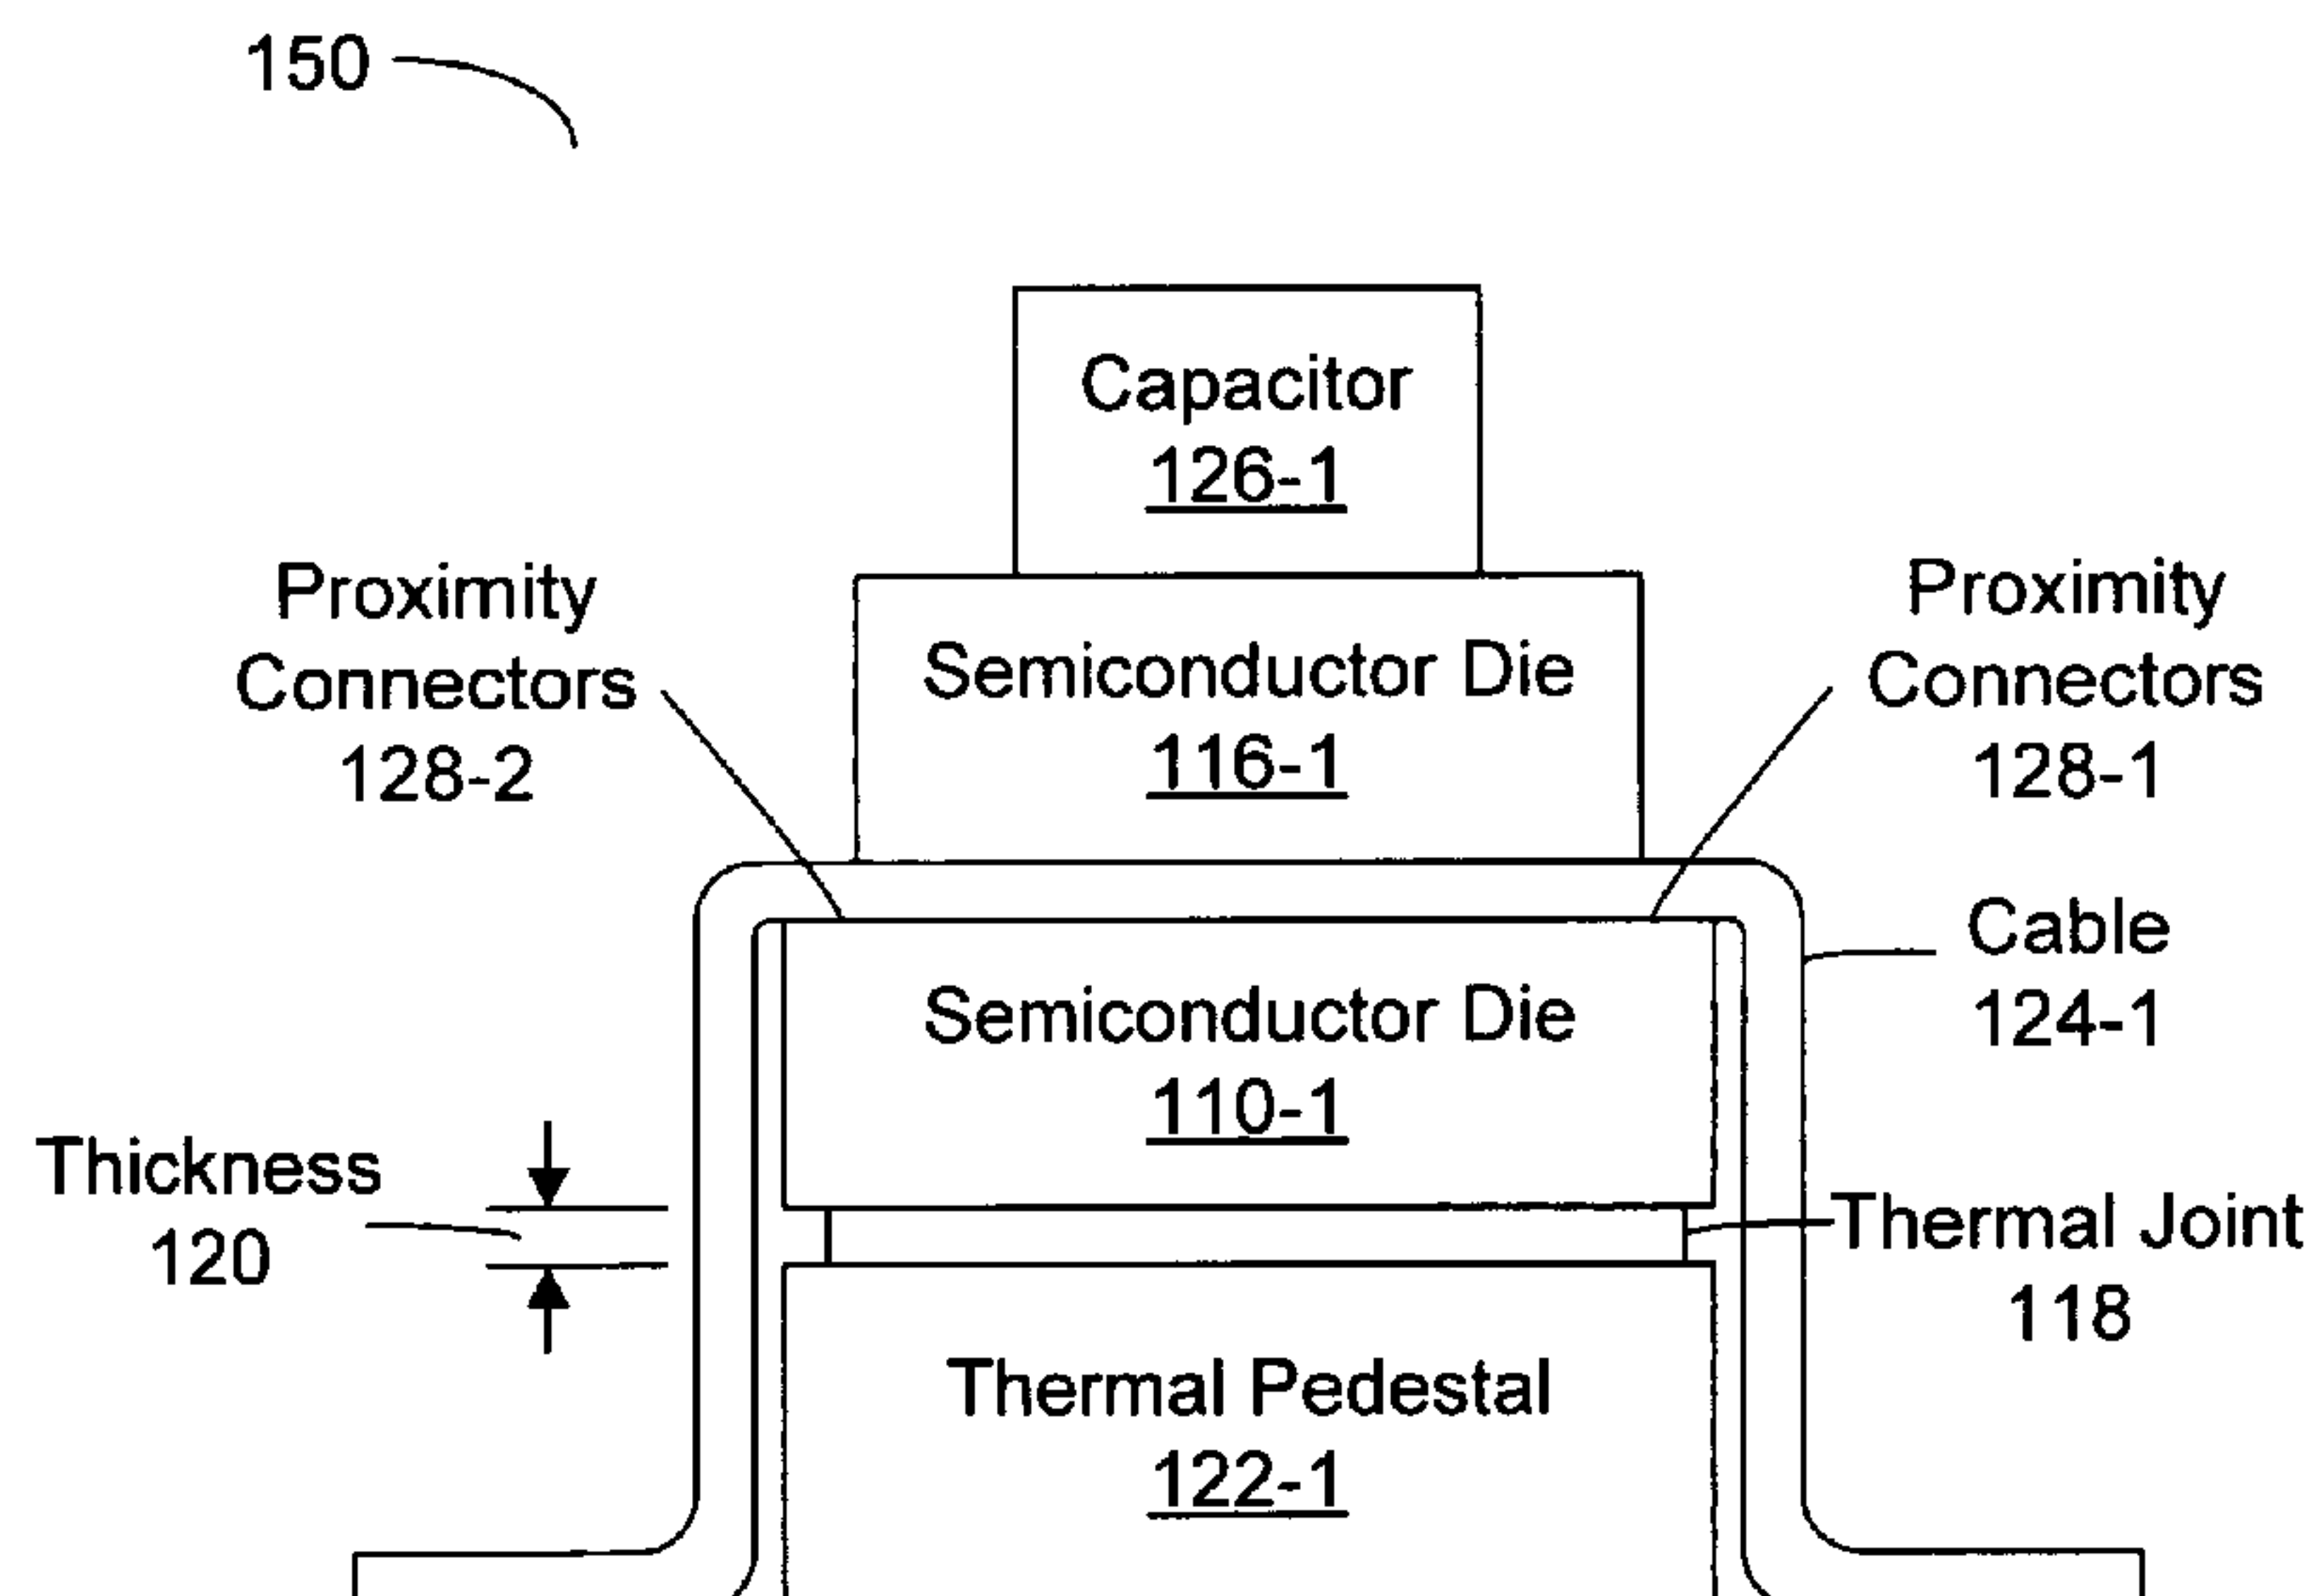 150
Capacitor
126-1
Proximity
Connectors
128-2
Semiconductor Die
116-1
Proximity
Connectors
128-1
Cable
124-1
Semiconductor Die
110-1
Thickness
120
Thermal Joint
118
Thermal Pedestal
122-1